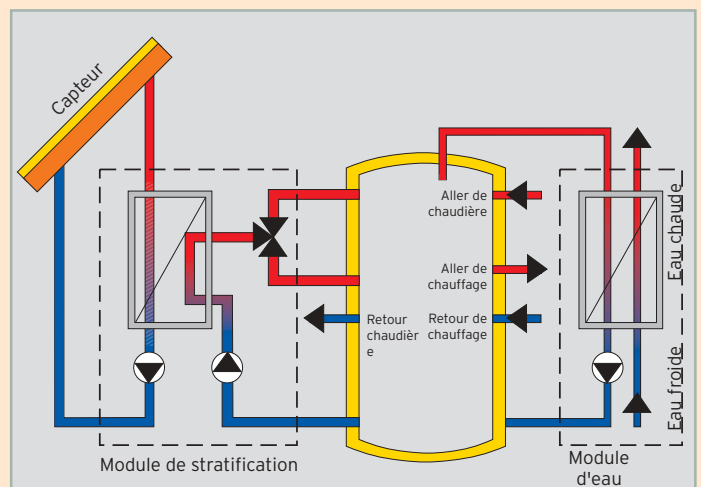 Capteur
Aller de
chaudière
Aller de
chauffage
Retour
chaudièr
e
Retour de
chauffage
Eau chaude
Eau froide
Module de stratification
Module
d'eau